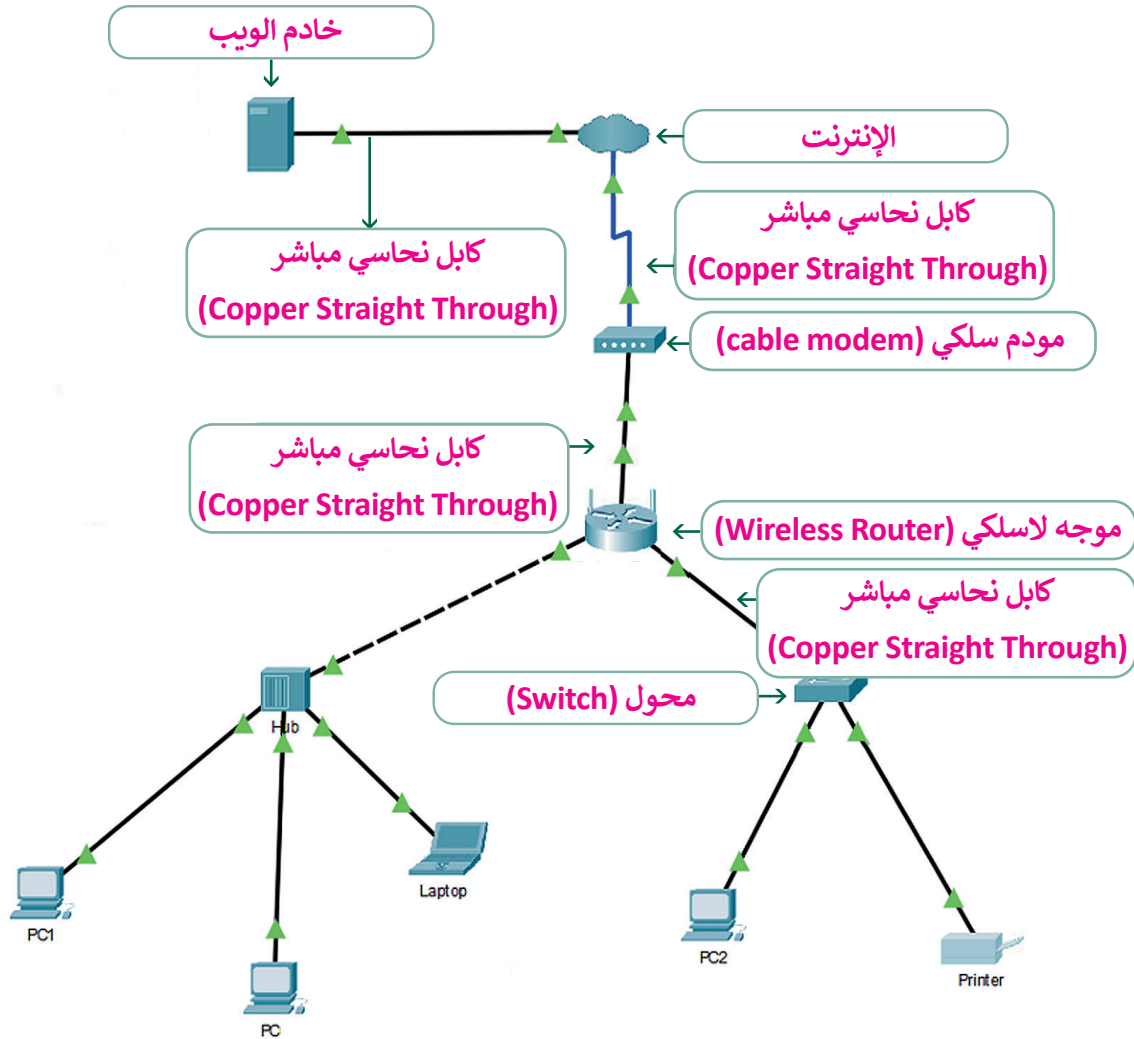 خادم الويب
الإنترنت
كابل نحاسي مباشر
(Copper Straight Through)
كابل نحاسي مباشر
(Copper Straight Through)
مودم سلكي (cable modem)
كابل نحاسي مباشر
(Copper Straight Through)
موجه لاسلكي (Wireless Router)
كابل نحاسي مباشر
(Copper Straight Through)
محول (Switch)
Hub
Laptop
PC1
PC2
Printer
PC